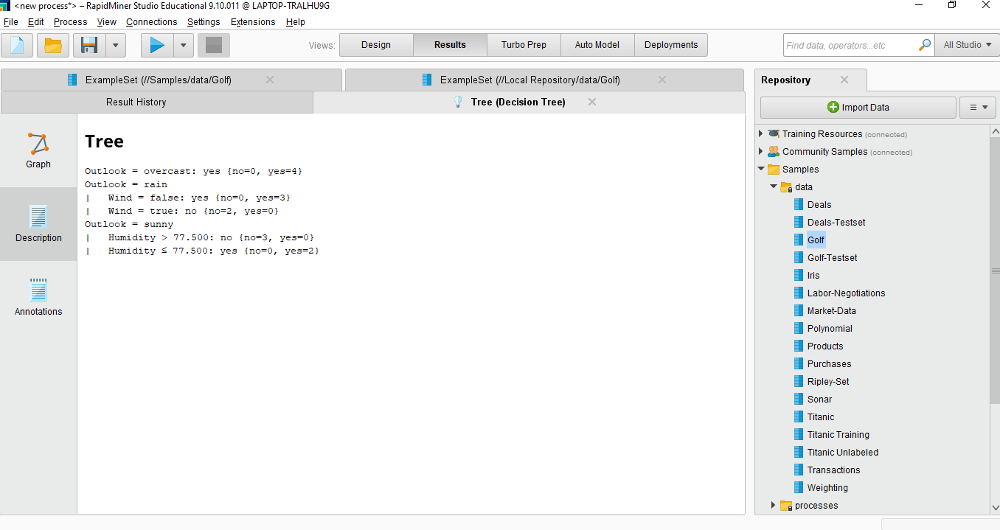 <new process*> – RapidMiner Studio Educational 9.10.011 @ LAPTOP-TRALHU9G
File Edit Process View Connections Settings Extensions Help
Views: Design Results Turbo Prep Auto Model Deployments Find data, operators...etc All Studio
ExampleSet (//Samples/data/Golf) ExampleSet (//Local Repository/data/Golf)
Result History Tree (Decision Tree)
Graph
Description
Annotations
Tree
Outlook = overcast: yes {no=0, yes=4}
Outlook = rain
| Wind = false: yes {no=0, yes=3}
| Wind = true: no {no=2, yes=0}
Outlook = sunny
| Humidity > 77.500: no {no=3, yes=0}
| Humidity ≤ 77.500: yes {no=0, yes=2}
Repository
Import Data
Training Resources (connected)
Community Samples (connected)
Samples
data
Deals
Deals-Testset
Golf
Golf-Testset
Iris
Labor-Negotiations
Market-Data
Polynomial
Products
Purchases
Ripley-Set
Sonar
Titanic
Titanic Training
Titanic Unlabeled
Transactions
Weighting
processes